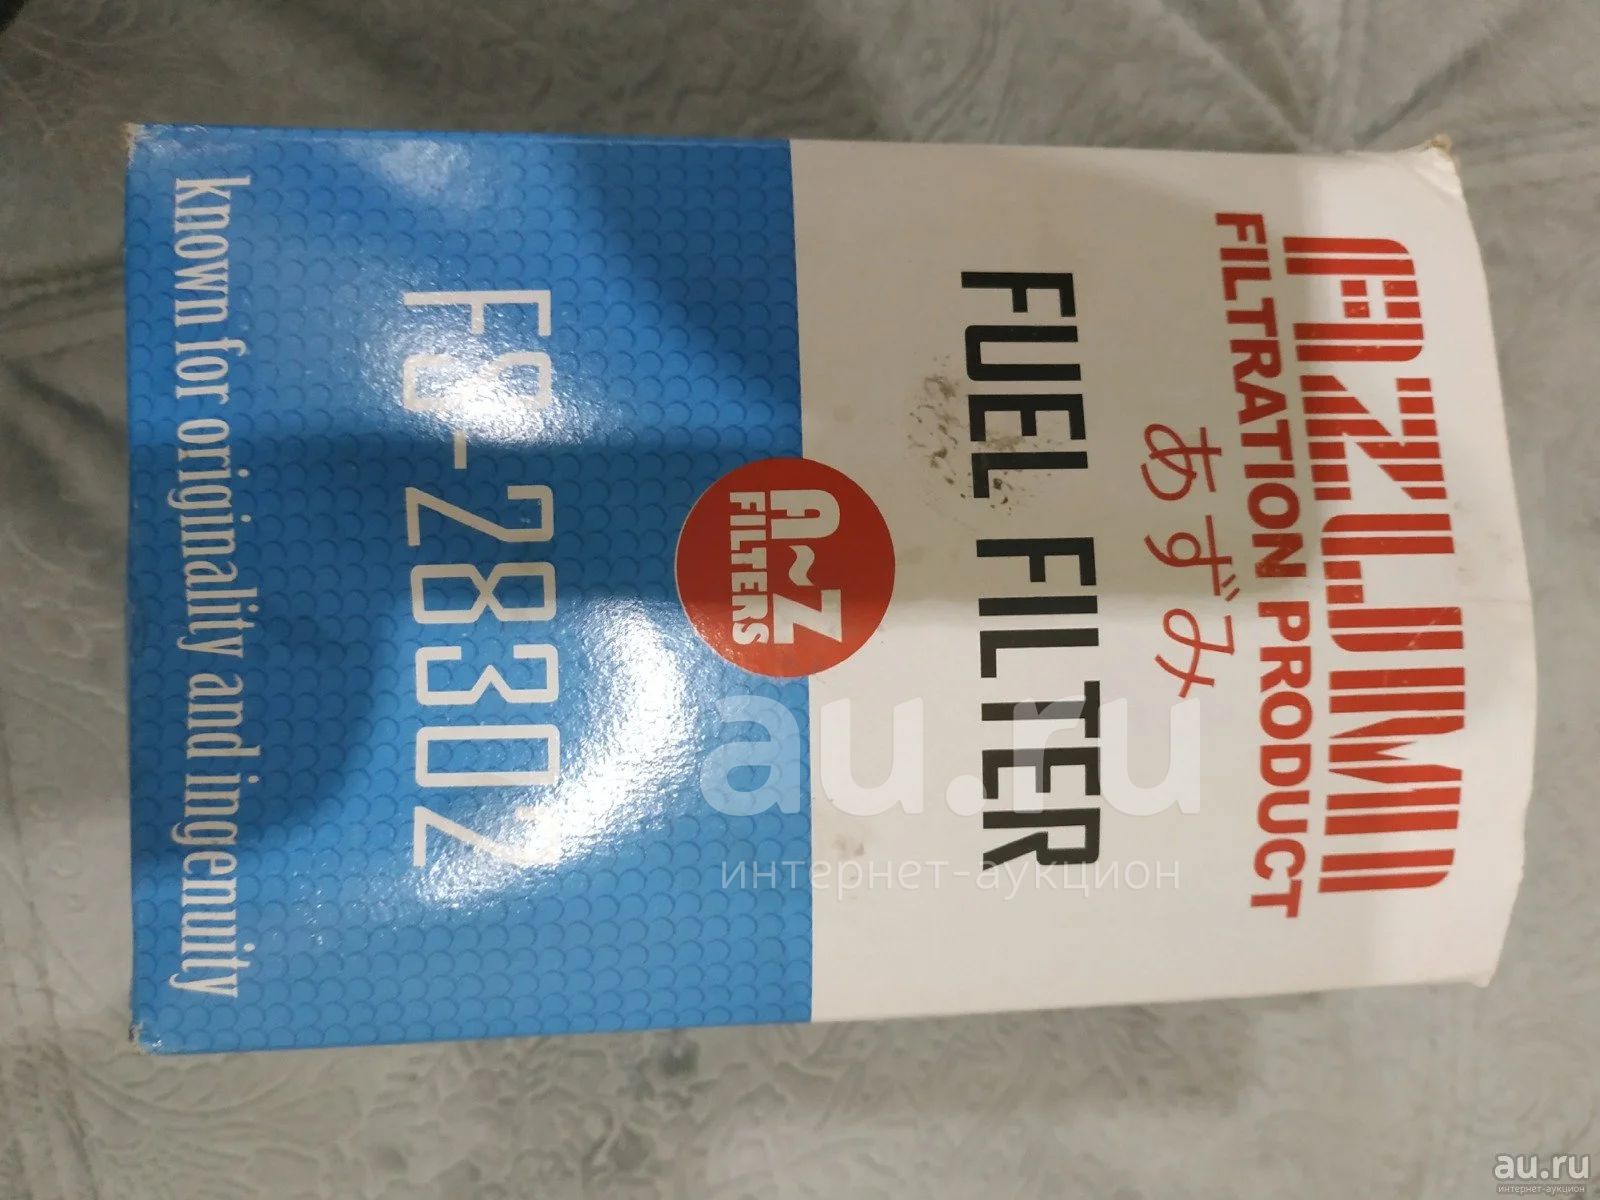 AZUMI
FILTRATION PRODUCT
あずみ
FUEL FILTER
A~Z
FILTERS
FS-28302
known for originality and ingenuity
au.ru
интернет-аукцион
au.ru
интернет-аукцион